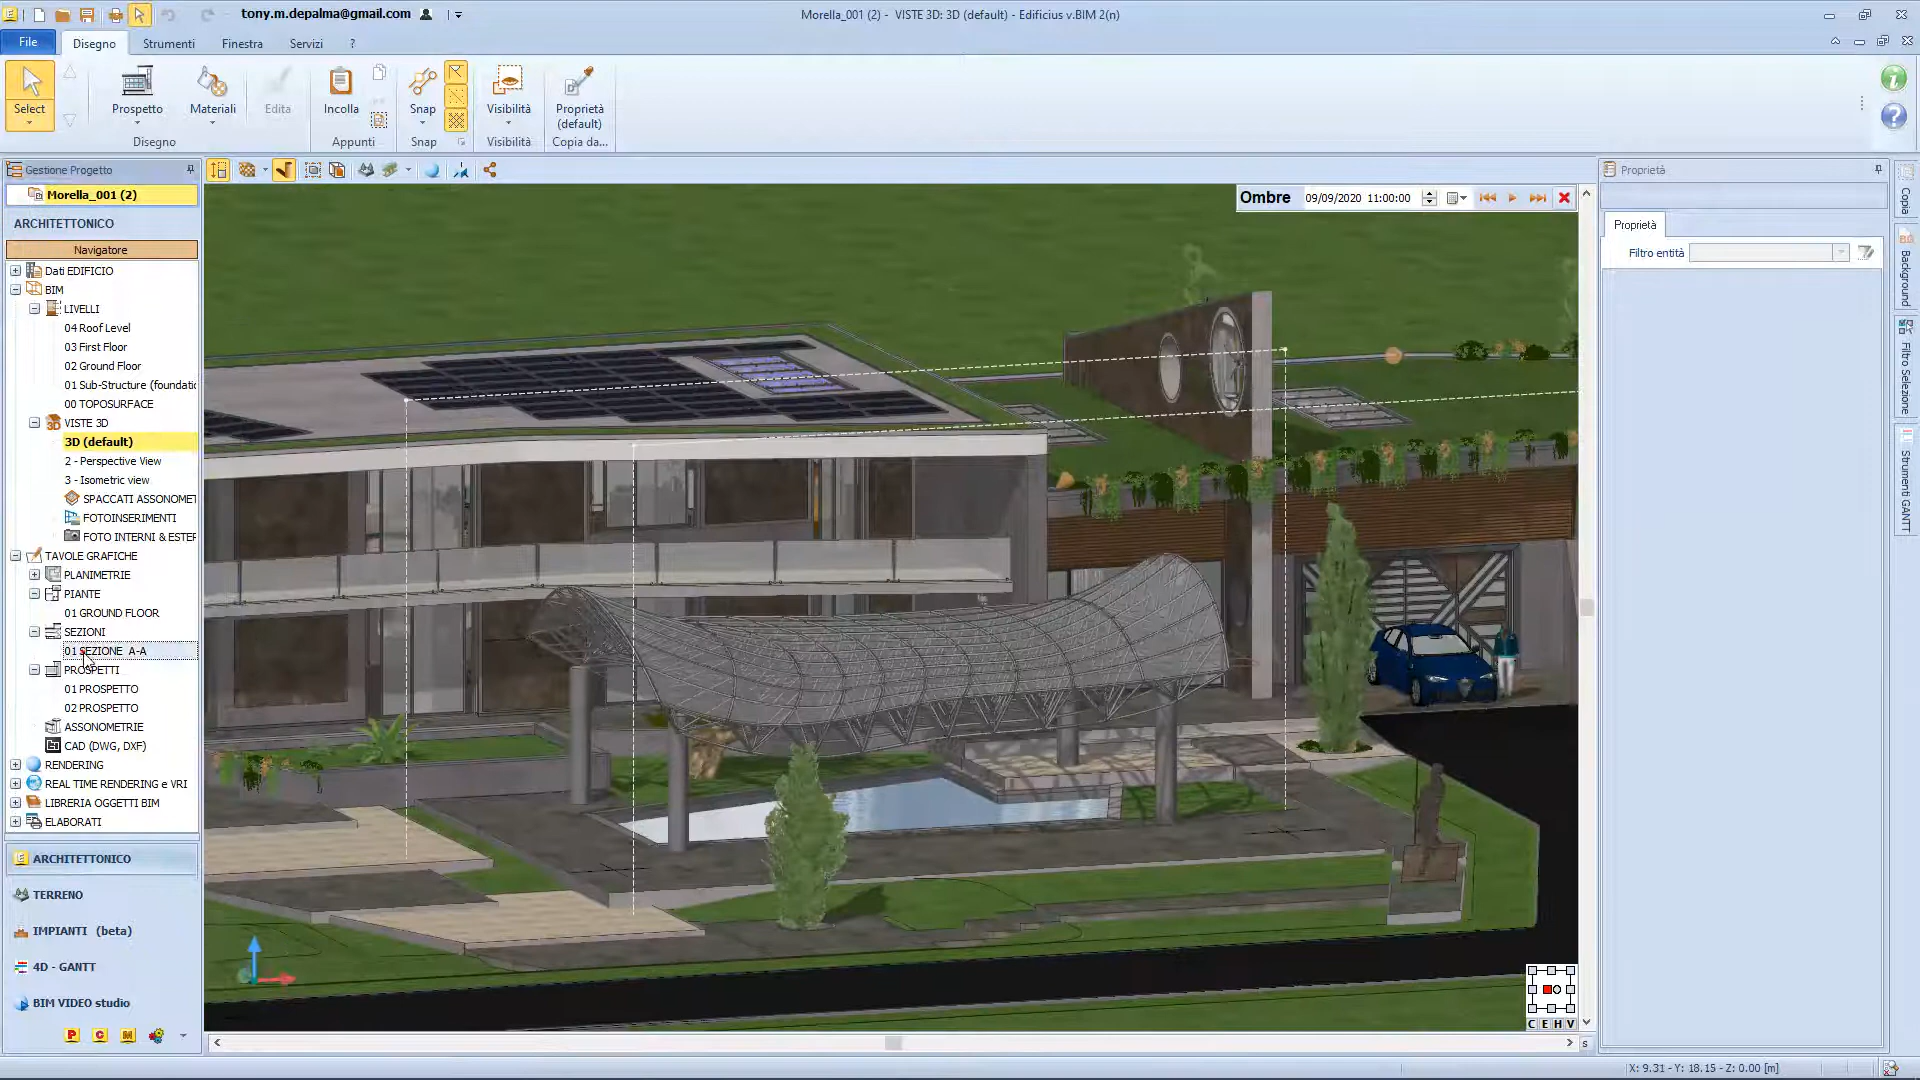 tony.m.depalma@gmail.com
Morella_001 (2) - VISTE 3D: 3D (default) - Edificius v.BIM 2(n)
File
Disegno
Strumenti
Finestra
Servizi
?
Select
Prospetto
Materiali
Edita
Incolla
Snap
Visibilità
Proprietà
(default)
Disegno
Appunti
Snap
Visibilità
Copia da...
Gestione Progetto
Morella_001 (2)
ARCHITETTONICO
Navigatore
Dati EDIFICIO
BIM
LIVELLI
04 Roof Level
03 First Floor
02 Ground Floor
01 Sub-Structure (foundatio
00 TOPOSURFACE
VISTE 3D
3D (default)
2 - Perspective View
3 - Isometric view
SPACCATI ASSONOMET
FOTOINSERIMENTI
FOTO INTERNI & ESTER
TAVOLE GRAFICHE
PLANIMETRIE
PIANTE
01 GROUND FLOOR
SEZIONI
01 SEZIONE A-A
PROSPETTI
01 PROSPETTO
02 PROSPETTO
ASSONOMETRIE
CAD (DWG, DXF)
RENDERING
REAL TIME RENDERING e VRI
LIBRERIA OGGETTI BIM
ELABORATI
ARCHITETTONICO
TERRENO
IMPIANTI (beta)
4D - GANTT
BIM VIDEO studio
P C M
Ombre 09/09/2020 11:00:00
C E H V
s
Proprietà
Proprietà
Filtro entità
Copia
Background
Filtro Selezione
Strumenti GANTT
X: 9.31 - Y: 18.15 - Z: 0.00 [m]